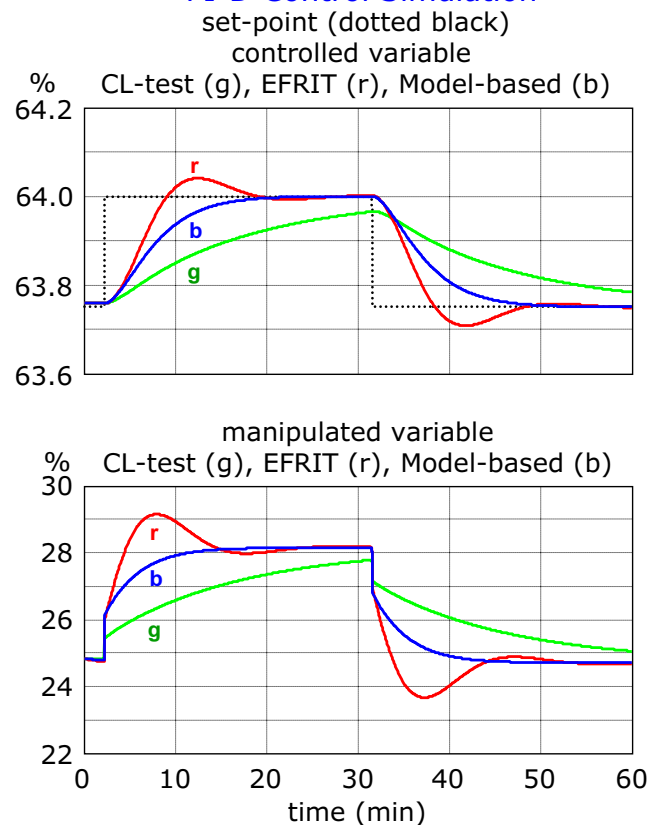 set-point (dotted black)
controlled variable
% CL-test (g), EFRIT (r), Model-based (b)
64.2
r
64.0
b
g
63.8
63.6
manipulated variable
% CL-test (g), EFRIT (r), Model-based (b)
30
r
28
b
26
g
24
22
0 10 20 30 40 50 60
time (min)